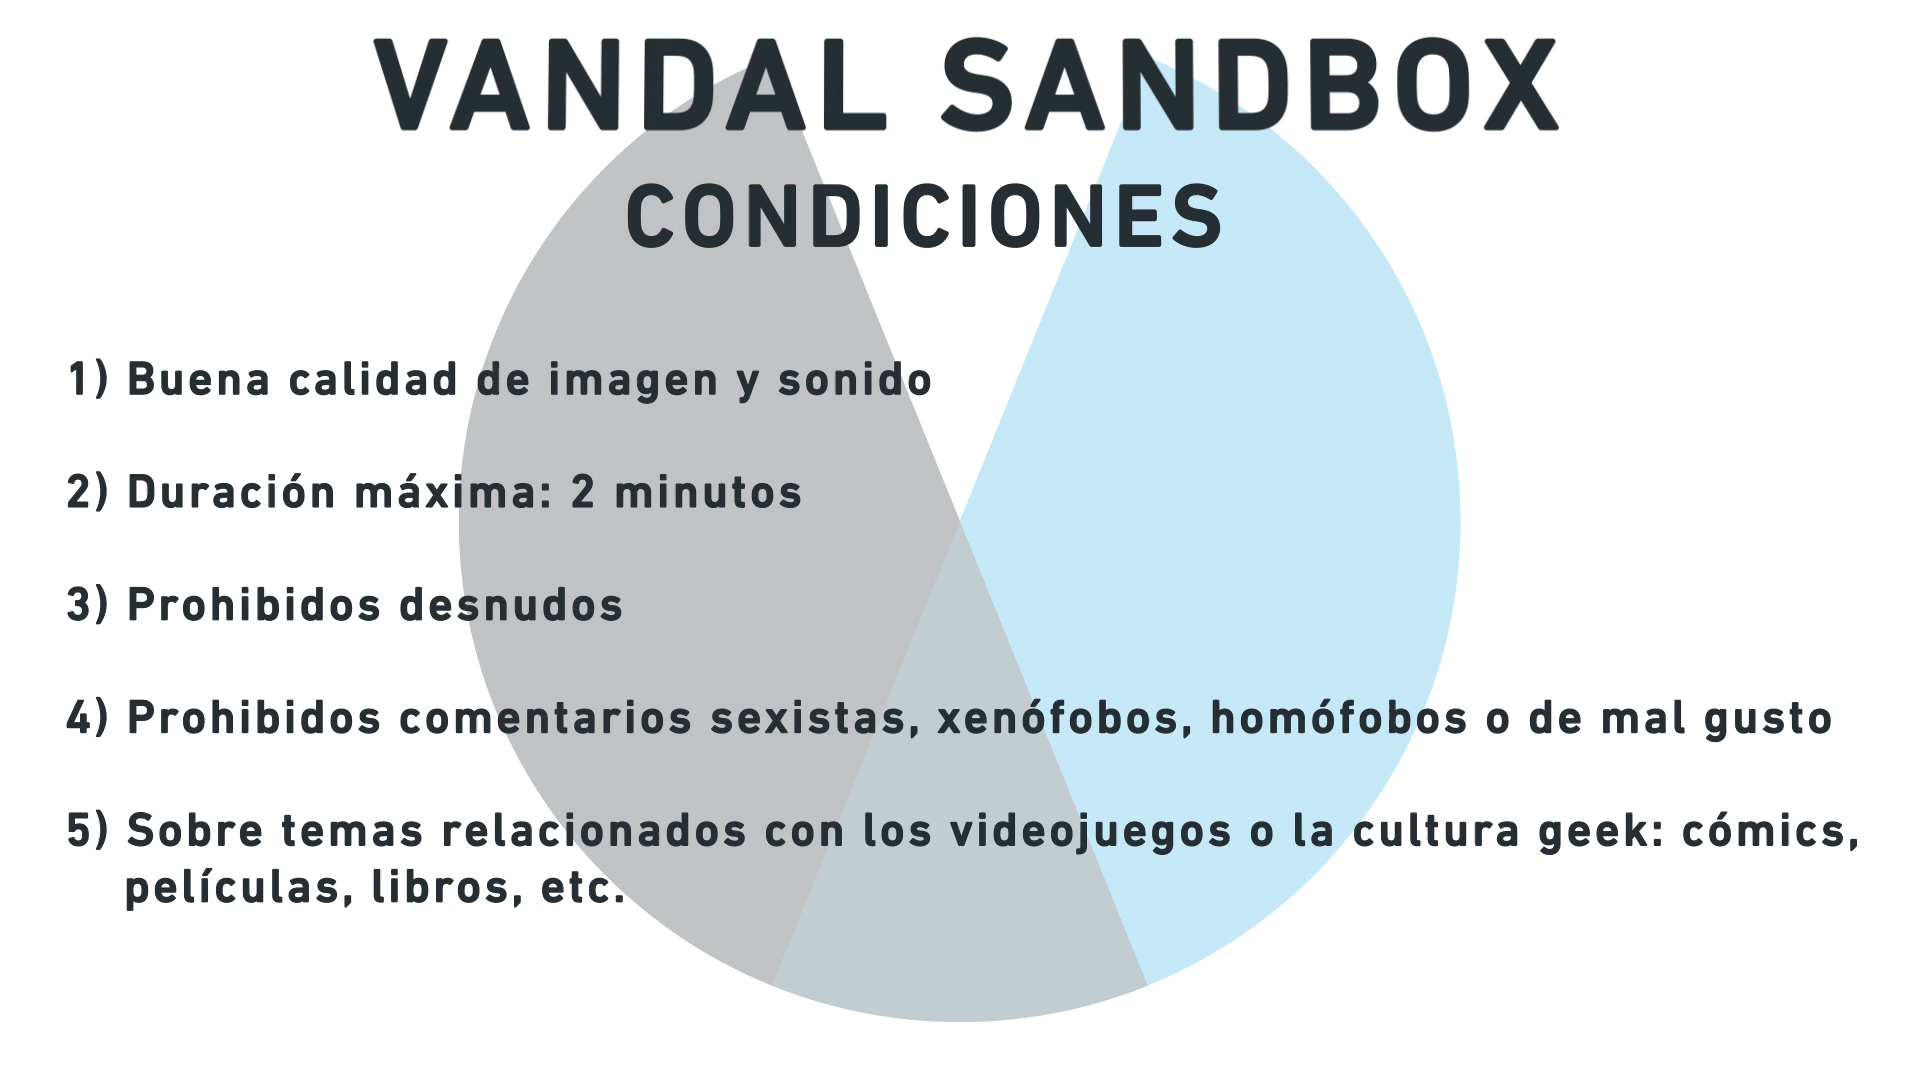 VANDAL SANDBOX
CONDICIONES
1) Buena calidad de imagen y sonido
2) Duración máxima: 2 minutos
3) Prohibidos desnudos
4) Prohibidos comentarios sexistas, xenófobos, homófobos o de mal gusto
5) Sobre temas relacionados con los videojuegos o la cultura geek: cómics,
películas, libros, etc.